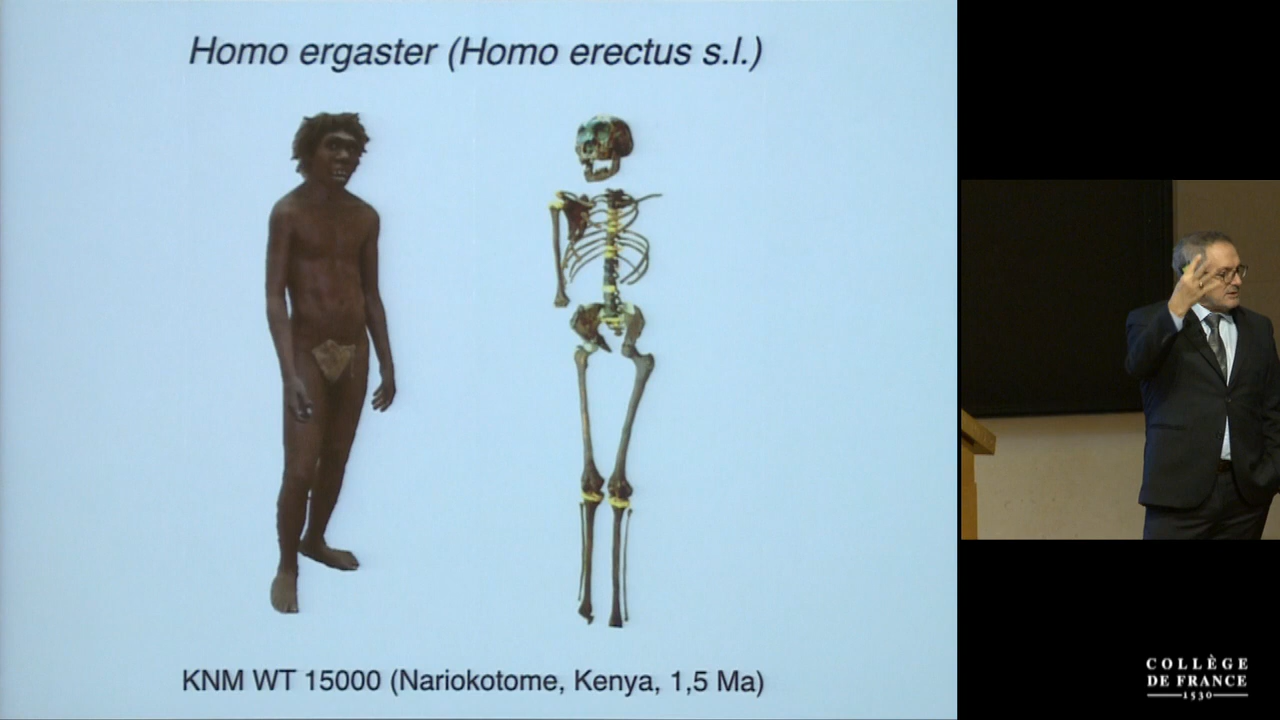 Homo ergaster (Homo erectus s.l.)
KNM WT 15000 (Nariokotome, Kenya, 1,5 Ma)
COLLÈGE
DE FRANCE
1530